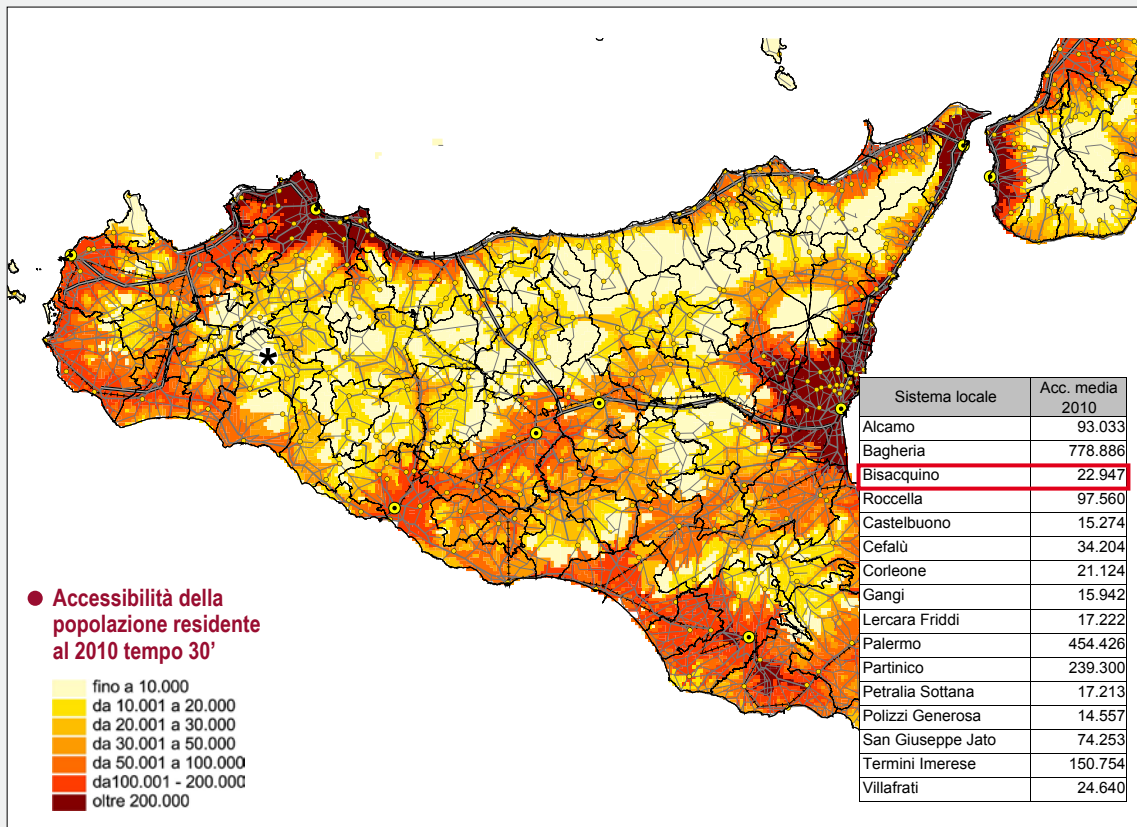 *
Sistema locale Acc. media 2010
Alcamo 93.033
Bagheria 778.886
Bisacquino 22.947
Roccella 97.560
Castelbuono 15.274
Cefalù 34.204
Corleone 21.124
Gangi 15.942
Lercara Friddi 17.222
Palermo 454.426
Partinico 239.300
Petralia Sottana 17.213
Polizzi Generosa 14.557
San Giuseppe Jato 74.253
Termini Imerese 150.754
Villafrati 24.640
Accessibilità della
popolazione residente
al 2010 tempo 30’
fino a 10.000
da 10.001 a 20.000
da 20.001 a 30.000
da 30.001 a 50.000
da 50.001 a 100.000
da100.001 - 200.000
oltre 200.000